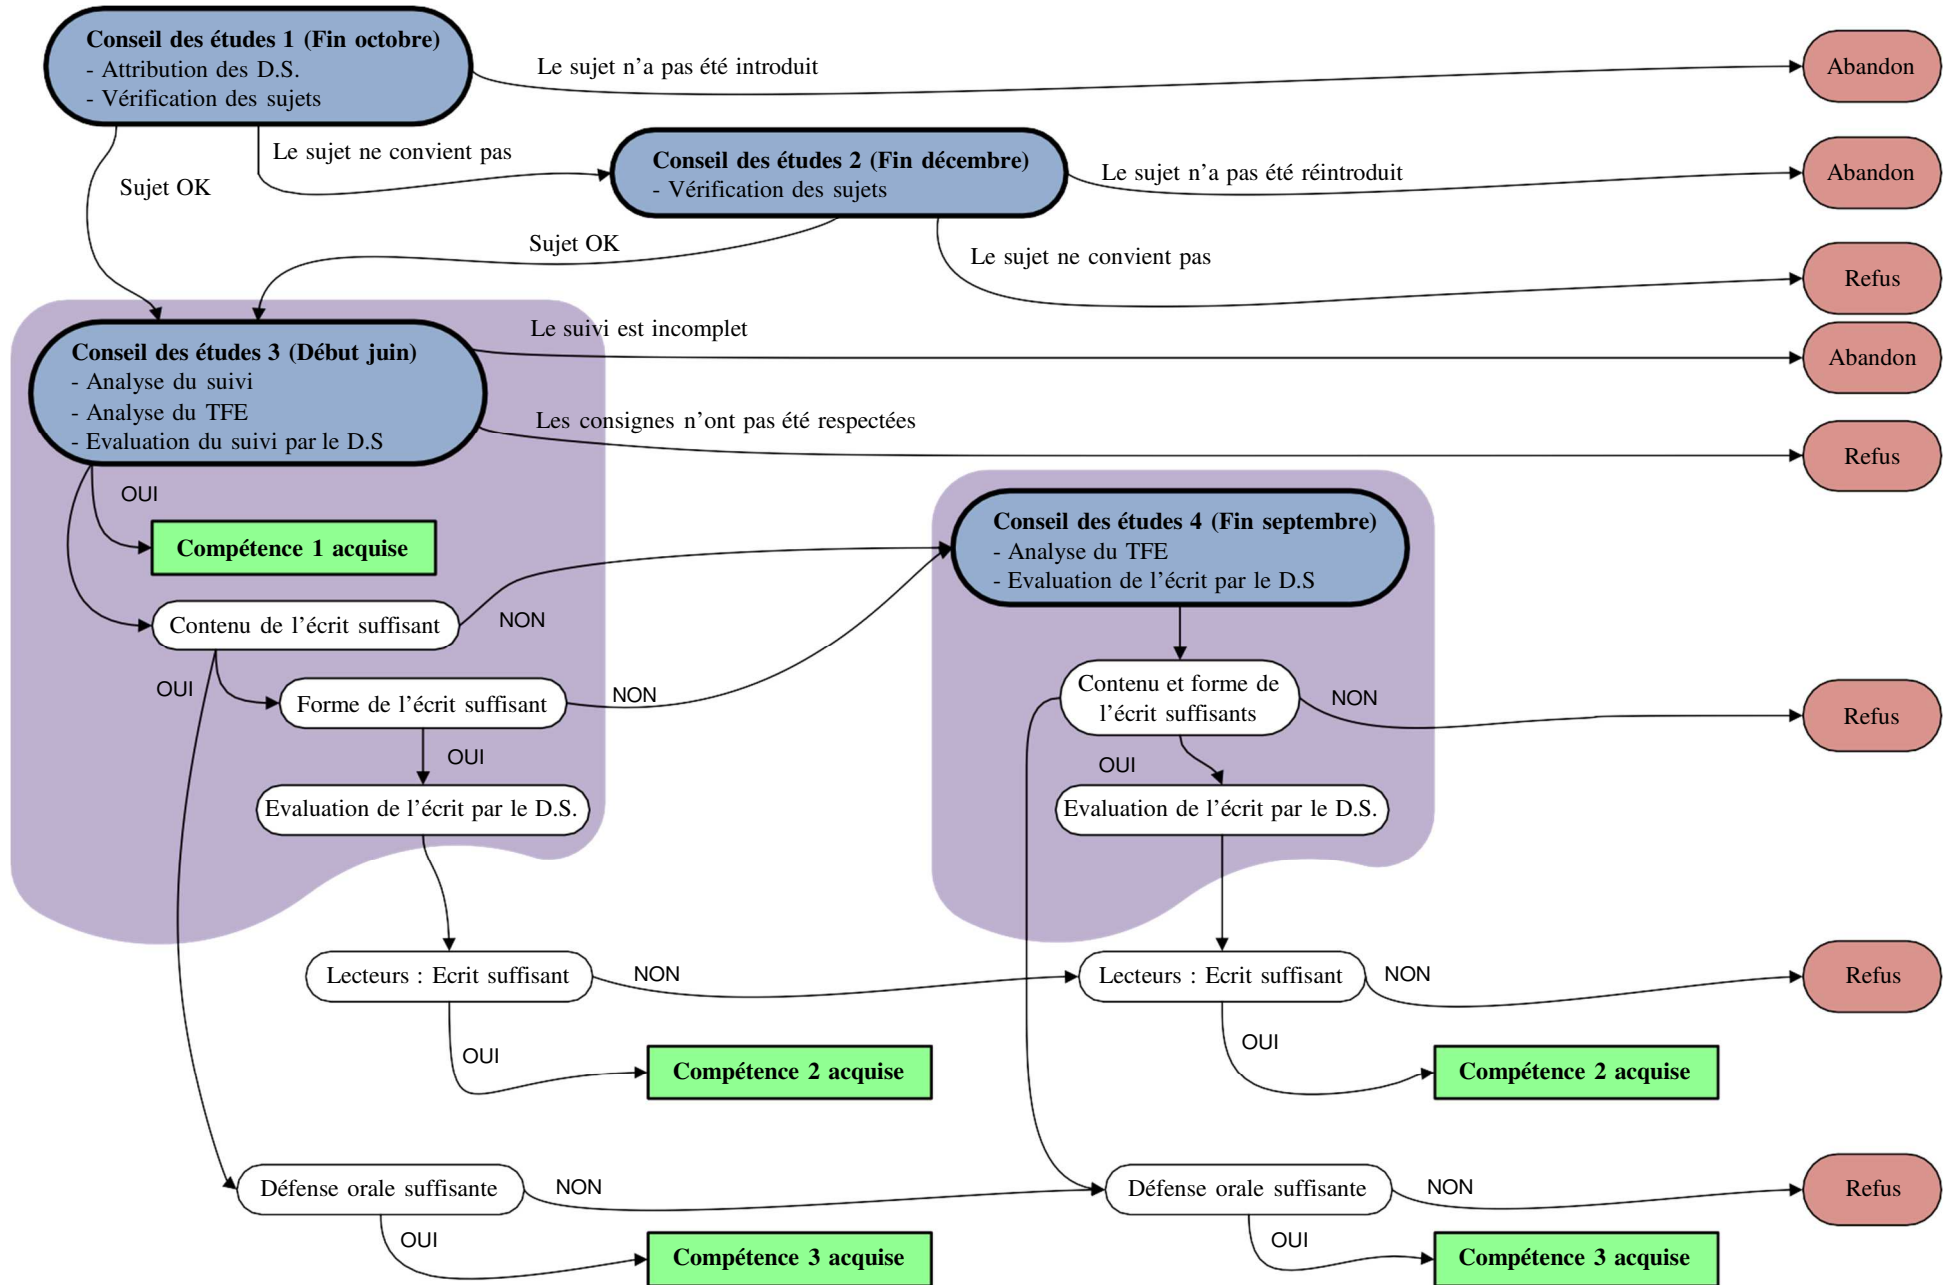 Conseil des études 1 (Fin octobre)
- Attribution des D.S.
- Vérification des sujets
Le sujet n'a pas été introduit
Abandon
Le sujet ne convient pas
Sujet OK
Conseil des études 2 (Fin décembre)
- Vérification des sujets
Le sujet n'a pas été réintroduit
Abandon
Sujet OK
Le sujet ne convient pas
Refus
Le suivi est incomplet
Abandon
Conseil des études 3 (Début juin)
- Analyse du suivi
- Analyse du TFE
- Evaluation du suivi par le D.S
Les consignes n'ont pas été respectées
Refus
OUI
Compétence 1 acquise
Contenu de l'écrit suffisant
NON
OUI
Forme de l'écrit suffisant
NON
OUI
Evaluation de l'écrit par le D.S.
Conseil des études 4 (Fin septembre)
- Analyse du TFE
- Evaluation de l'écrit par le D.S
Contenu et forme de
l'écrit suffisants
NON
Refus
OUI
Evaluation de l'écrit par le D.S.
Lecteurs : Ecrit suffisant
NON
Lecteurs : Ecrit suffisant
NON
Refus
OUI
Compétence 2 acquise
OUI
Compétence 2 acquise
Défense orale suffisante
NON
Défense orale suffisante
NON
Refus
OUI
Compétence 3 acquise
OUI
Compétence 3 acquise